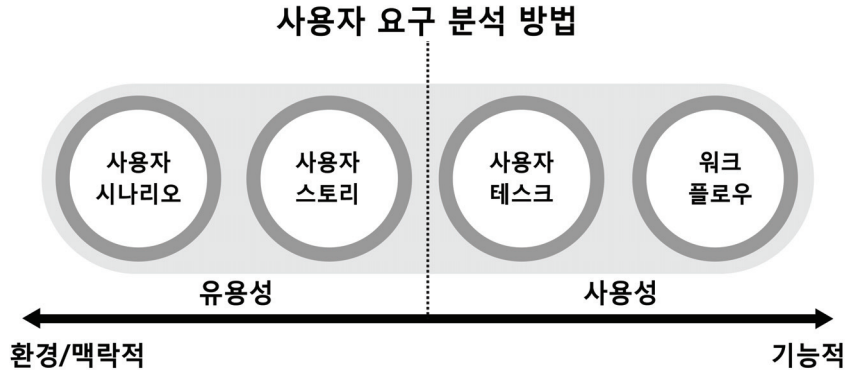 사용자 요구 분석 방법
사용자
시나리오
사용자
스토리
사용자
테스크
워크
플로우
유용성
사용성
환경/맥락적
기능적